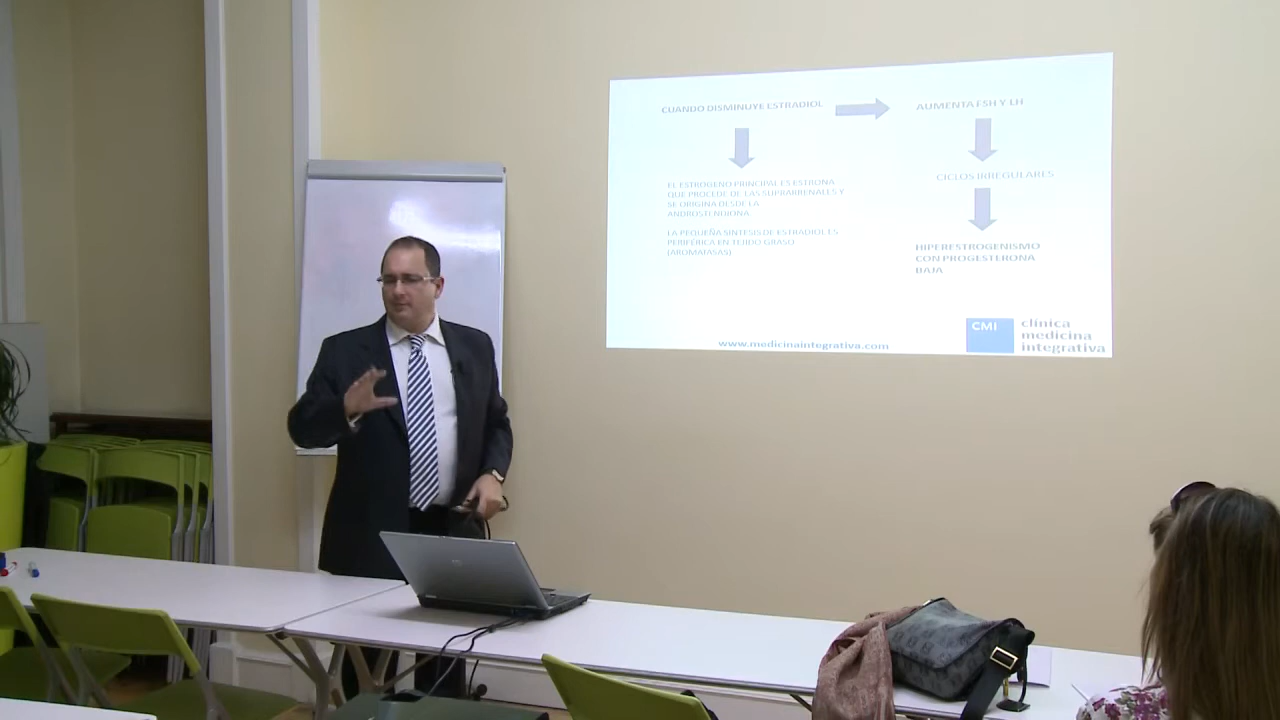 CUANDO DISMINUYE ESTRADIOL
AUMENTA FSH Y LH
EL ESTROGENO PRINCIPAL ES ESTRONA
QUE PROCEDE DE LAS SUPRARRENALES Y
SE ORIGINA DESDE LA
ANDROSTENDIONA
LA PEQUEÑA SINTESIS DE ESTRADIOL ES
PERIFÉRICA EN TEJIDO GRASO
(AROMATASAS)
CICLOS IRREGULARES
HIPERESTROGENISMO
CON PROGESTERONA
BAJA
www.medicinaintegrativa.com
CMI
clínica
medicina
integrativa